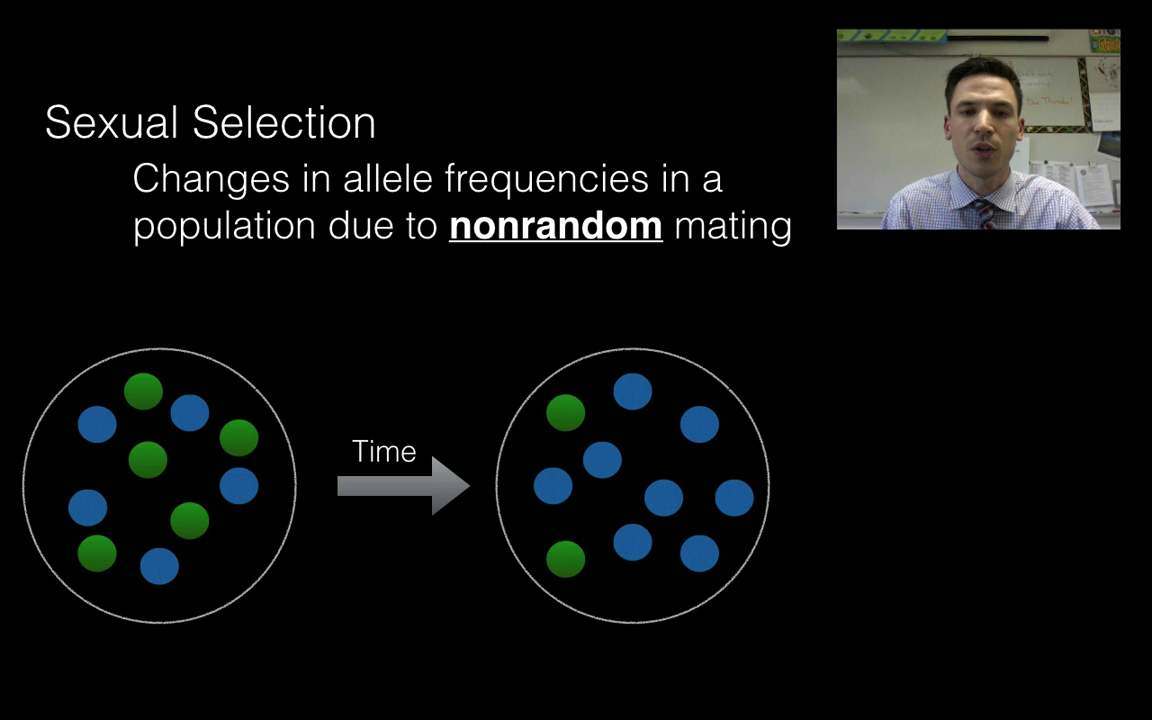 Sexual Selection
Changes in allele frequencies in a
population due to nonrandom mating
Time